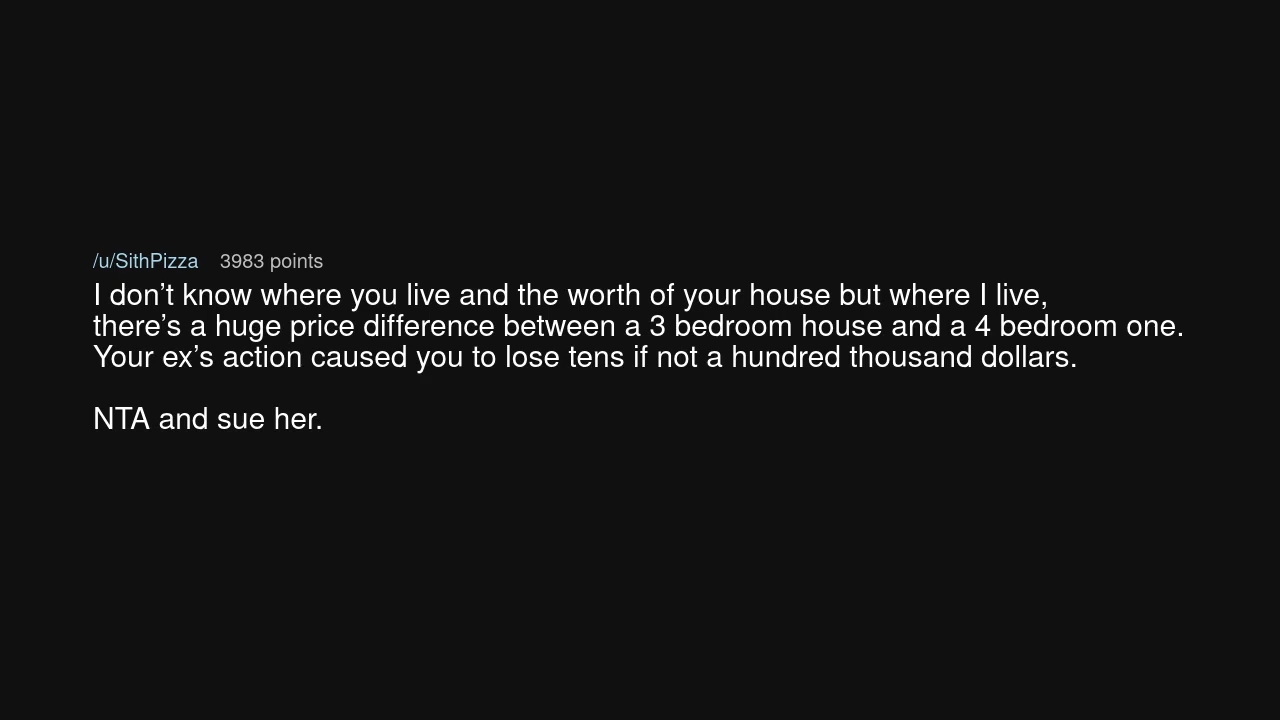 /u/SithPizza 3983 points
I don’t know where you live and the worth of your house but where I live,
there’s a huge price difference between a 3 bedroom house and a 4 bedroom one.
Your ex’s action caused you to lose tens if not a hundred thousand dollars.
NTA and sue her.